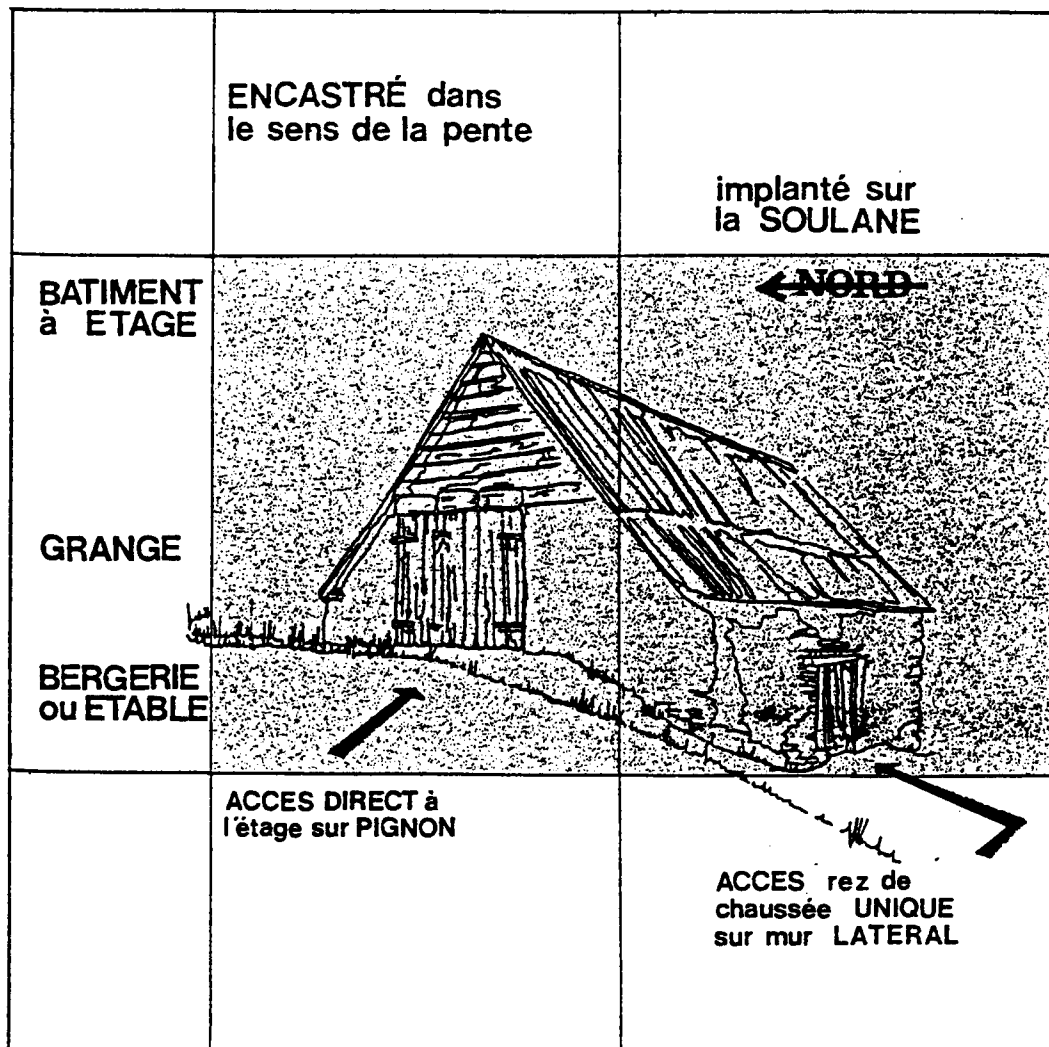 ENCASTRÉ dans
le sens de la pente
implanté sur
la SOULANE
BATIMENT
à ETAGE
NORD
GRANGE
BERGERIE
ou ETABLE
ACCES DIRECT à
l'étage sur PIGNON
ACCES rez de
chaussée UNIQUE
sur mur LATERAL